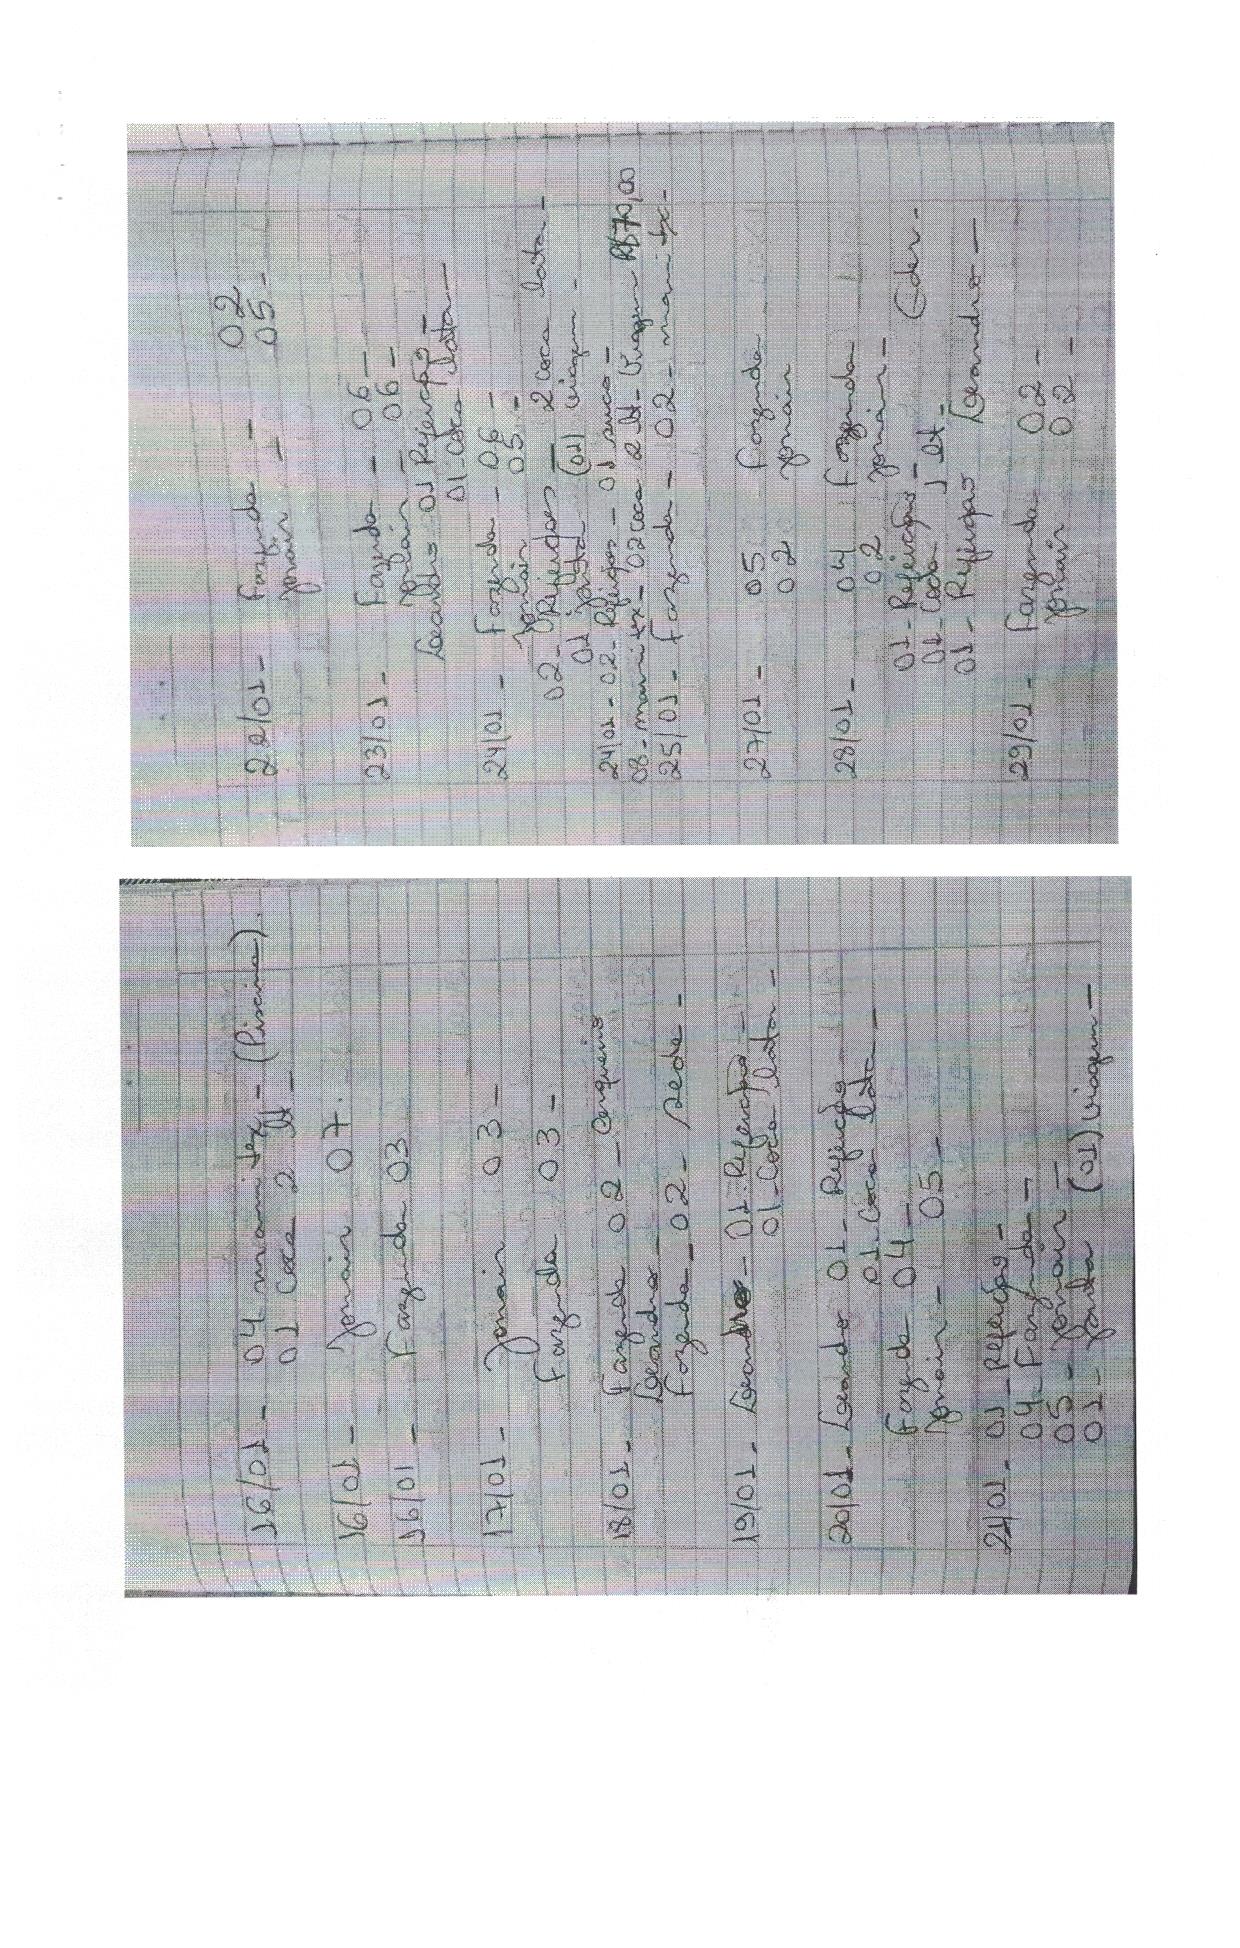 16/01 - 04 marmitex - (Piscina).
01 Coca 2 lt -
16/01 - Jonair 07.
16/01 - Fazenda 03
17/01 - Jonair 03 -
Fazenda 03 -
18/01 - Fazenda 02 - Cerqueiro
Leandro -
Fazenda - 02 - sede -
19/01 - Leandro - 01 - Refeição -
01 - Coca lata -
20/01 - Leandro 01 - Refeição
01 - Coca lata -
Fazenda 04 -
Jonair - 05 -
21/01 - 01 - Refeição -
04 - Fazenda -
05 - Jonair -
01 - Janta (01) viagem -
22/01 - Fazenda - 02
Jonair - 05 -
23/01 - Fazenda - 06 -
Jonair - 06 -
Leandro 01 Refeição -
01 - Coca lata -
24/01 - Fazenda - 06 -
Jonair 05 -
02 - Refeições - 2 Coca lata -
01 janta (01) viagem -
24/01 - 02 - Refeições - 01 suco -
08 - marmitex - 02 Coca 2 lt - Viagem R$70,00
25/01 - Fazenda - 02 - marmitex -
27/01 - 05 Fazenda
02 Jonair
28/01 - 04 Fazenda
02 Jonair -
01 - Refeição - Eder -
01 - Coca 1 lt -
01 - Refeição Leandro -
29/01 - Fazenda 02 -
Jonair 02 -